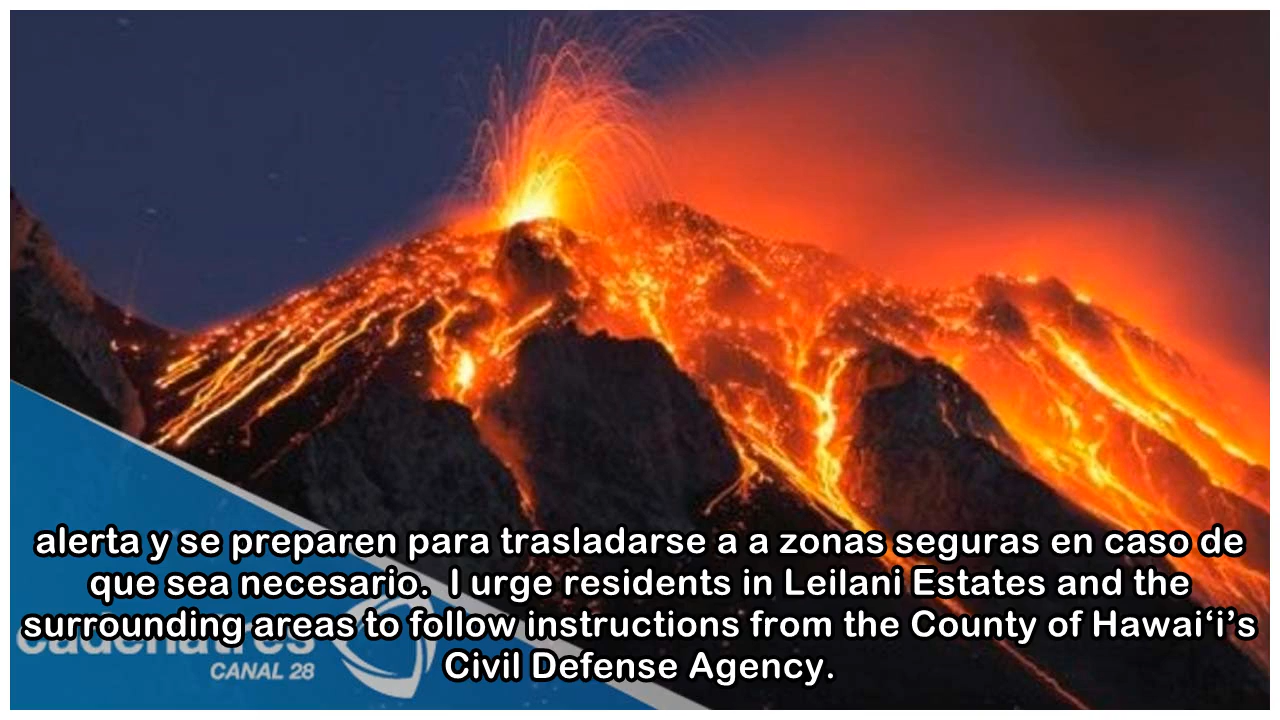 alerta y se preparen para trasladarse a a zonas seguras en caso de
que sea necesario.  I urge residents in Leilani Estates and the
surrounding areas to follow instructions from the County of Hawai‘i’s
Civil Defense Agency.
cadenatres
CANAL 28